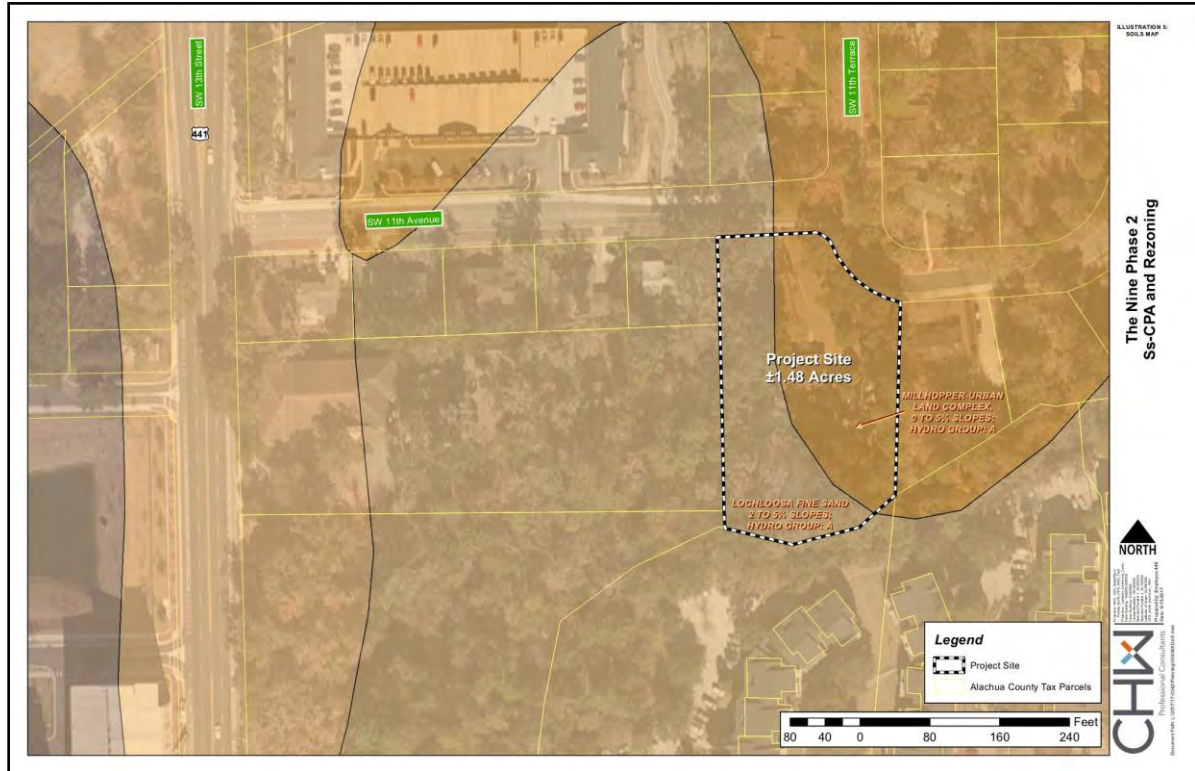 ILLUSTRATION 5:
SOILS MAP
SW 13th Street
441
SW 11th Terrace
SW 11th Avenue
The Nine Phase 2
Ss-CPA and Rezoning
Project Site
±1.48 Acres
MILLHOPPER-URBAN
LAND COMPLEX,
0 TO 5% SLOPES;
HYDRO GROUP: A
LOCHLOOSA FINE SAND
2 TO 5% SLOPES;
HYDRO GROUP: A
NORTH
Legend
Project Site
Alachua County Tax Parcels
80 40 0 80 160 240 Feet
CHW
Professional Consultants